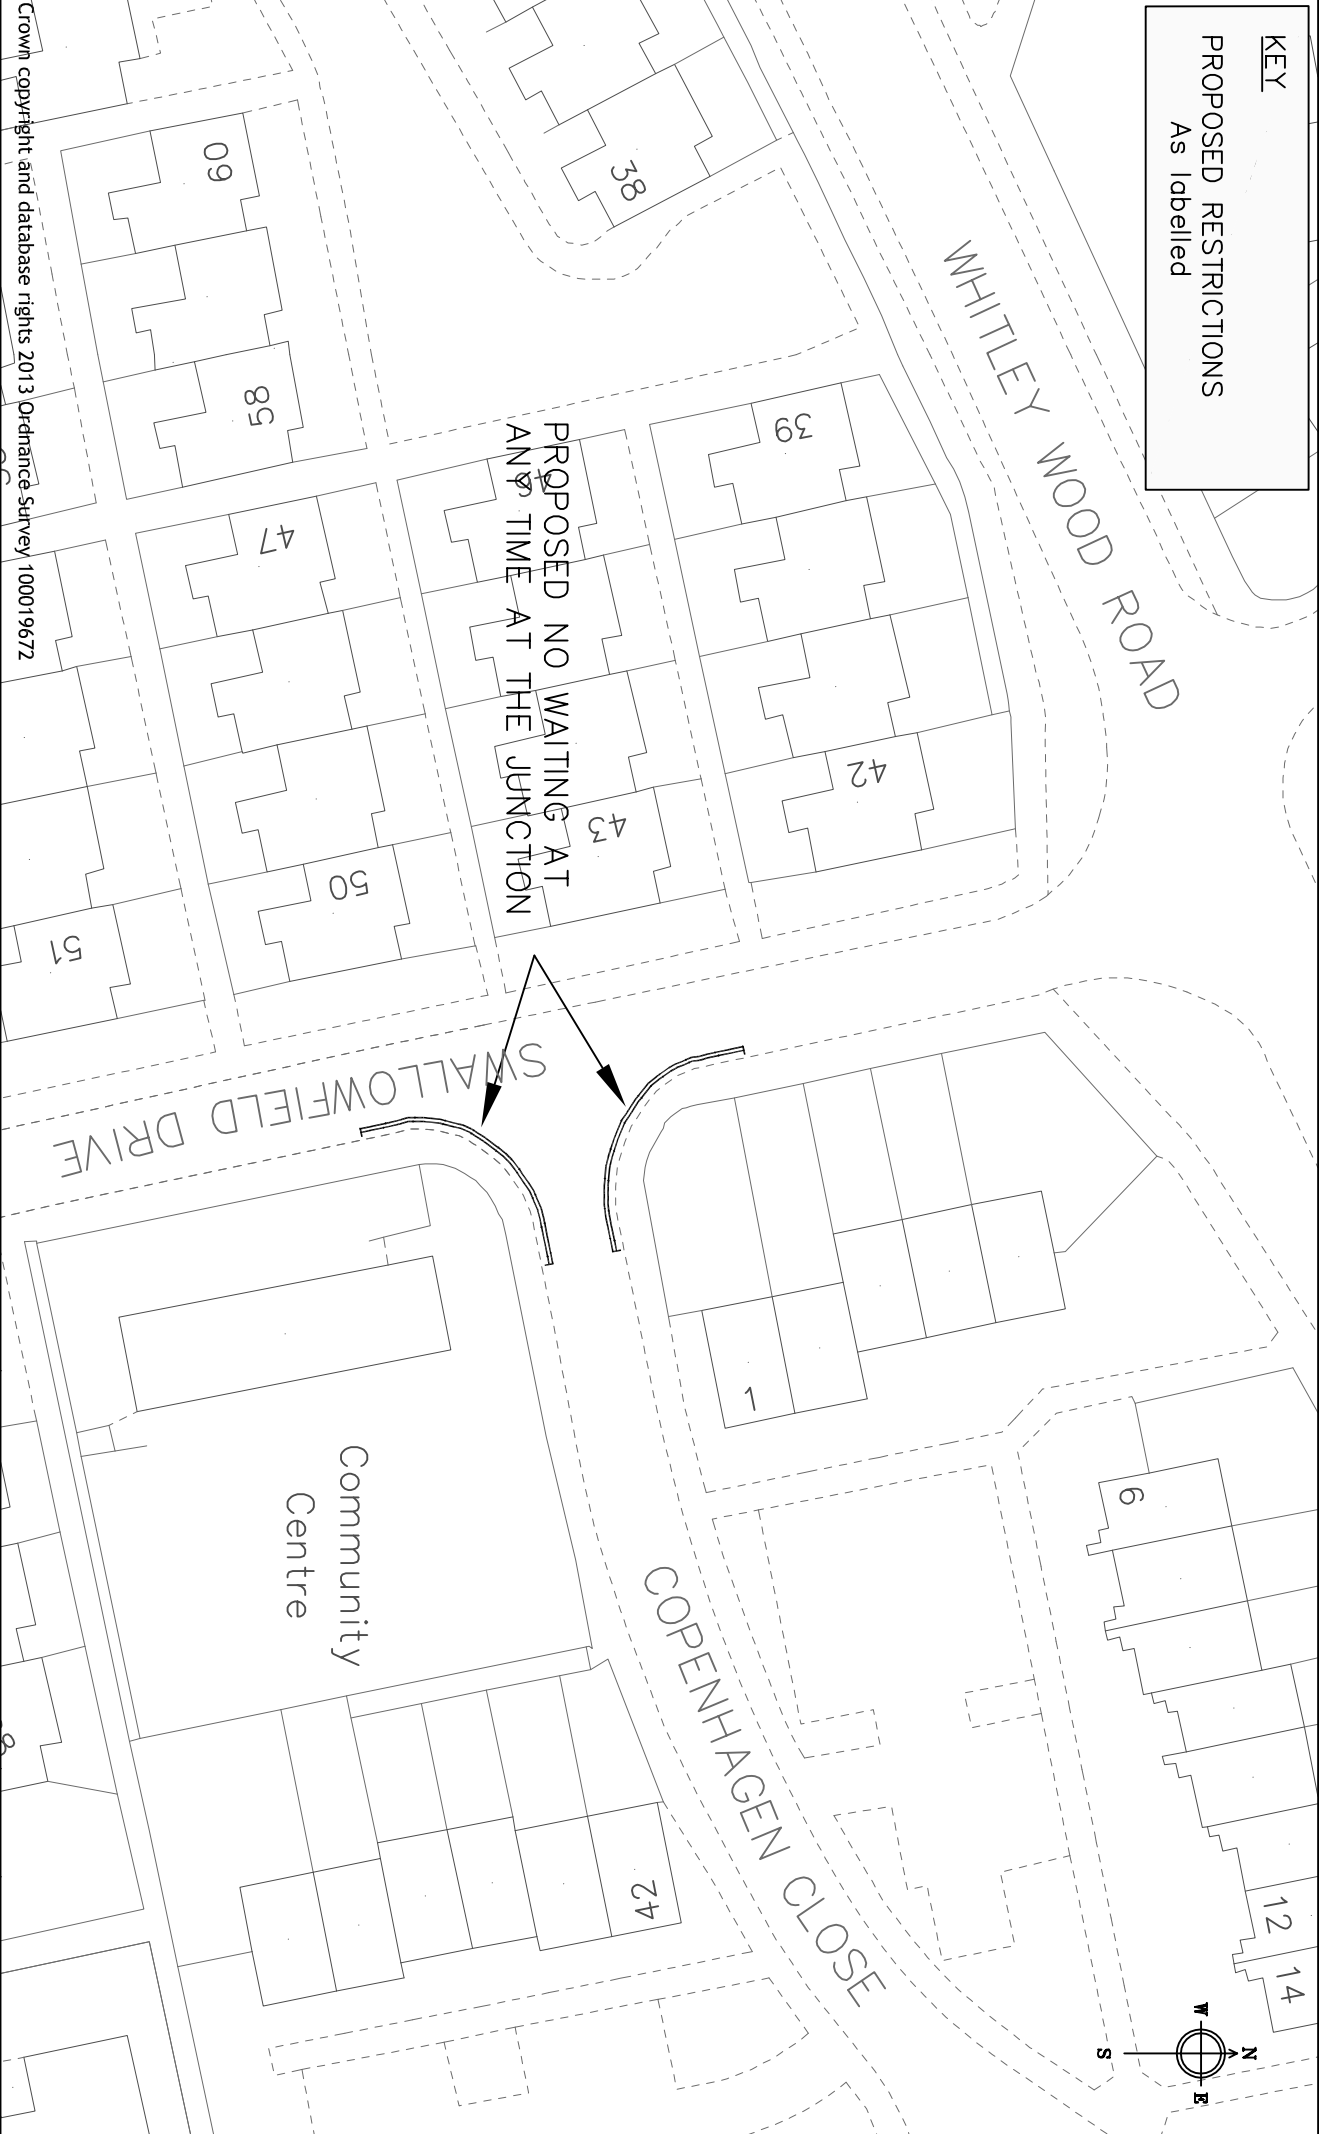 KEY
PROPOSED RESTRICTIONS
As labelled
WHITLEY WOOD ROAD
38
39
42
60
58
47
46
43
50
51
PROPOSED NO WAITING AT
ANY TIME AT THE JUNCTION
SWALLOWFIELD DRIVE
1
6
12
14
Community
Centre
COPENHAGEN CLOSE
42
N
W
E
S
Crown copyright and database rights 2013 Ordnance Survey 100019672